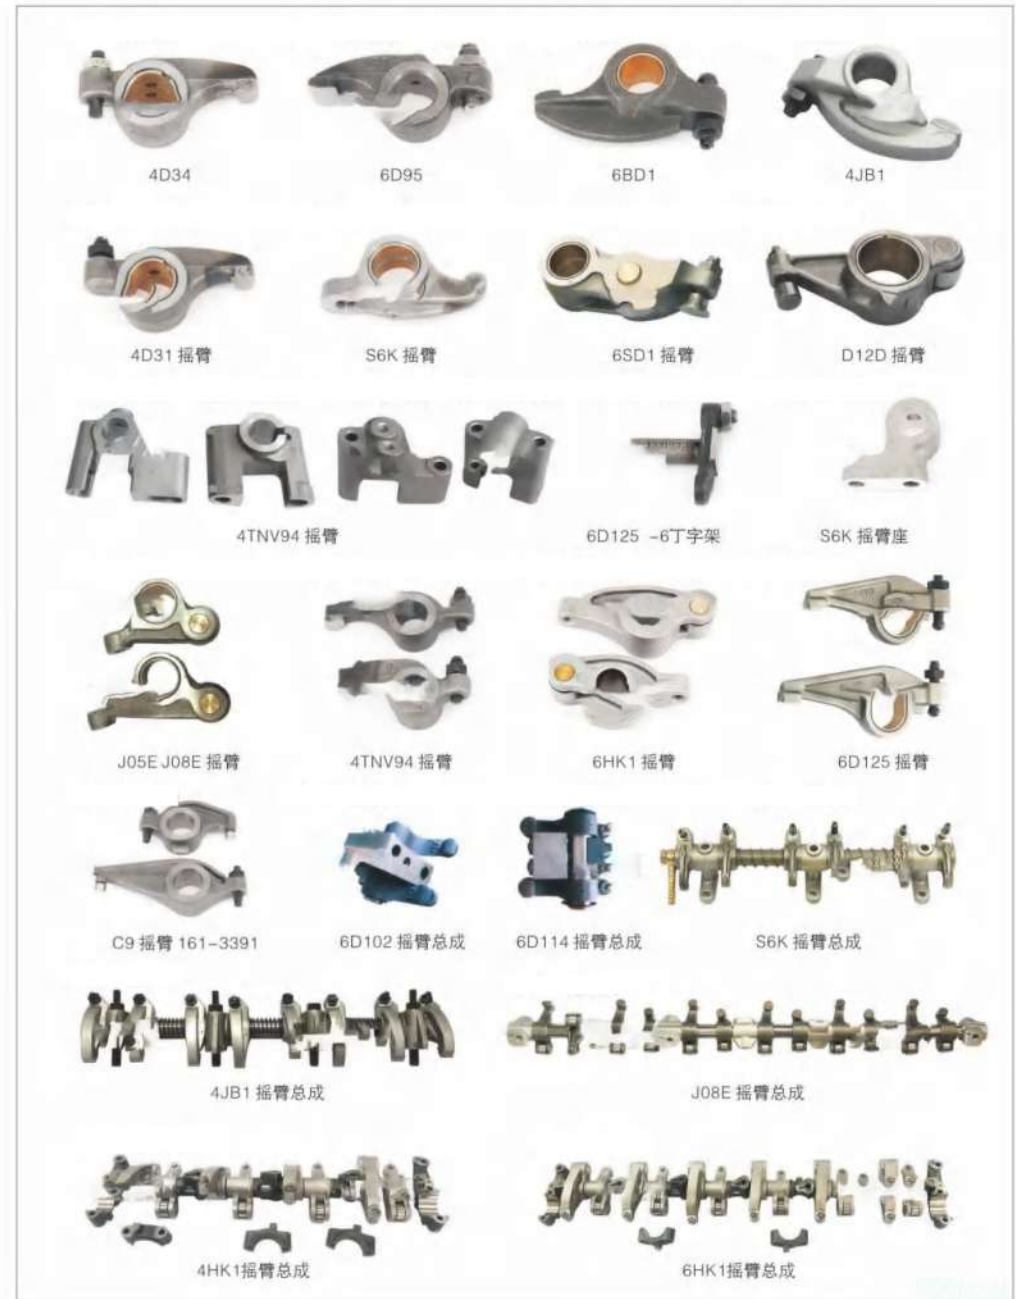 4D34
6D95
6BD1
4JB1
4D31 摇臂
S6K 摇臂
6SD1 摇臂
D12D 摇臂
4TNV94 摇臂
6D125 -6丁字架
S6K 摇臂座
J05E J08E 摇臂
4TNV94 摇臂
6HK1 摇臂
6D125 摇臂
C9 摇臂 161-3391
6D102 摇臂总成
6D114 摇臂总成
S6K 摇臂总成
4JB1 摇臂总成
J08E 摇臂总成
4HK1摇臂总成
6HK1摇臂总成